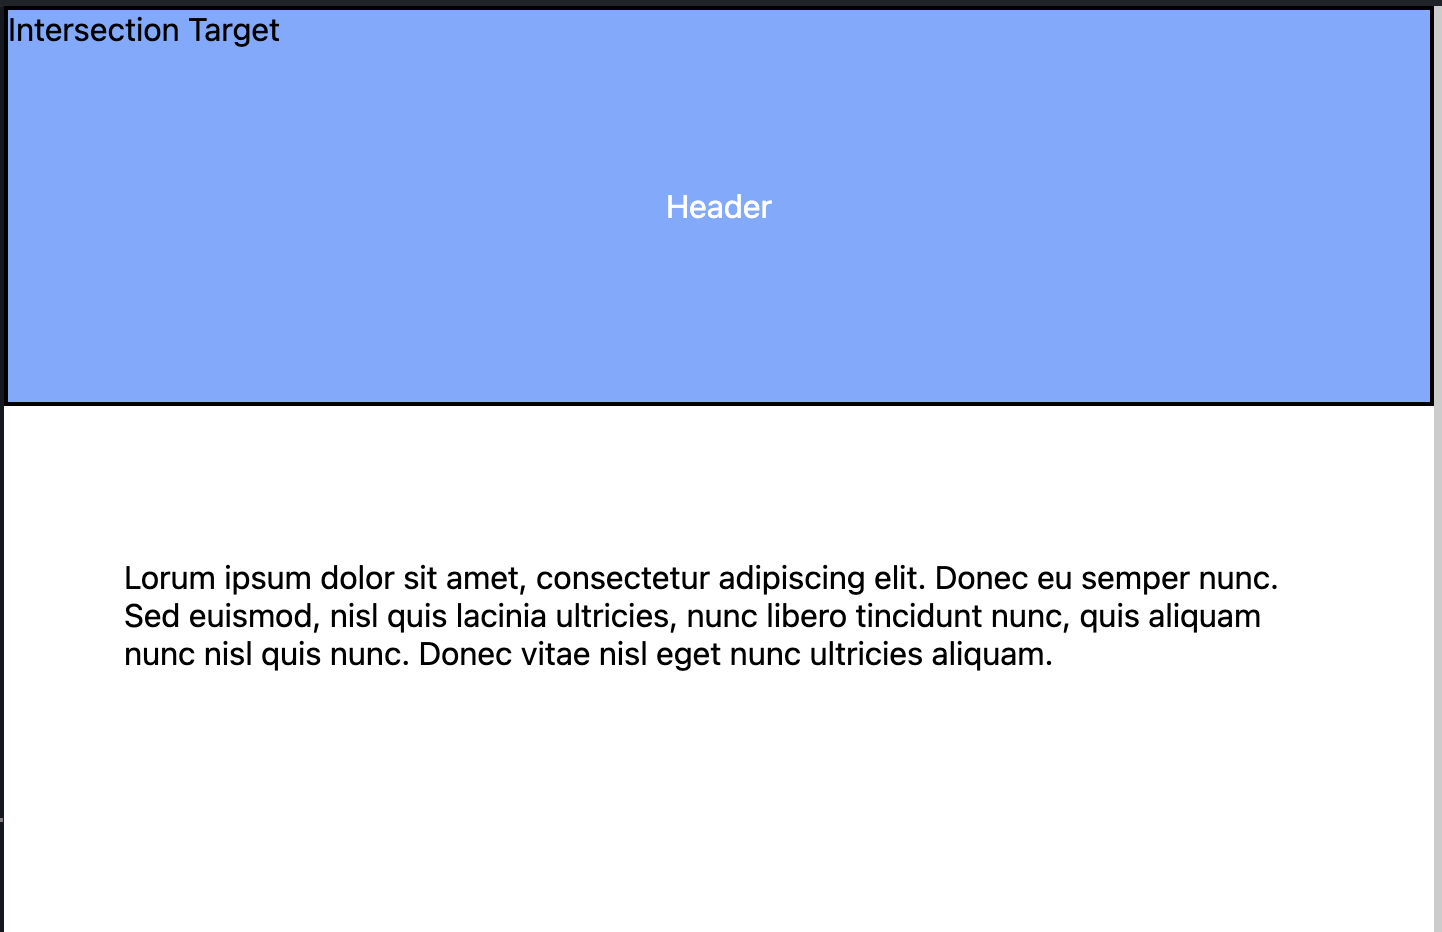 Intersection Target
Header
Lorum ipsum dolor sit amet, consectetur adipiscing elit. Donec eu semper nunc.
Sed euismod, nisl quis lacinia ultricies, nunc libero tincidunt nunc, quis aliquam
nunc nisl quis nunc. Donec vitae nisl eget nunc ultricies aliquam.